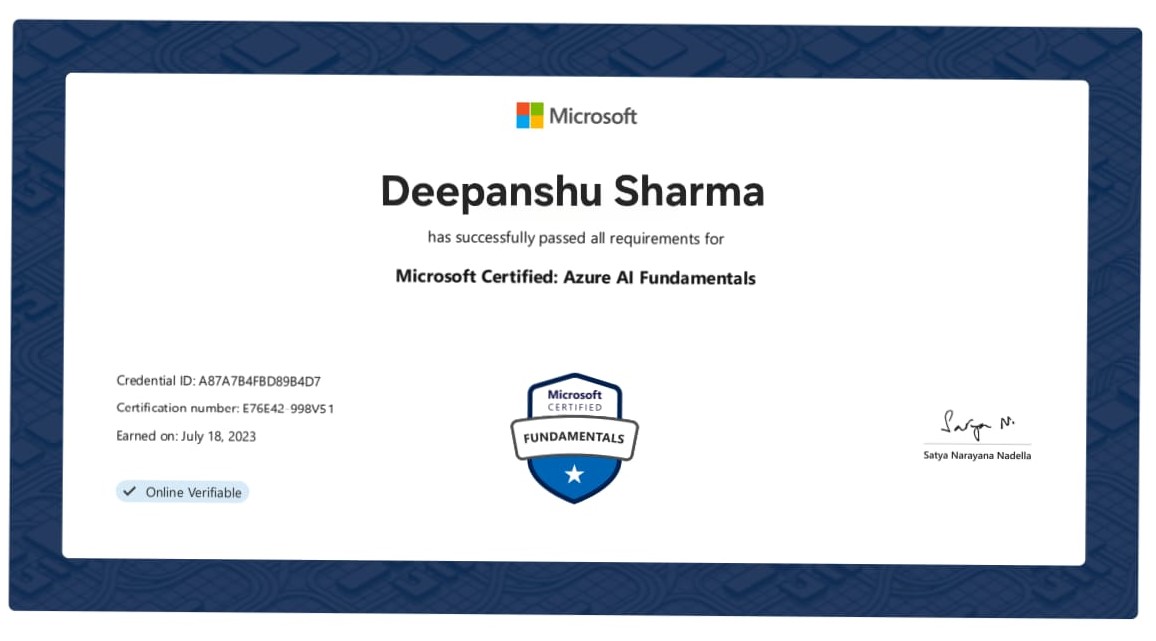 Microsoft
Deepanshu Sharma
has successfully passed all requirements for
Microsoft Certified: Azure AI Fundamentals
Credential ID: A87A7B4FBD89B4D7
Certification number: E76E42-998V51
Earned on: July 18, 2023
Online Verifiable
Microsoft
CERTIFIED
FUNDAMENTALS
Satya N.
Satya Narayana Nadella